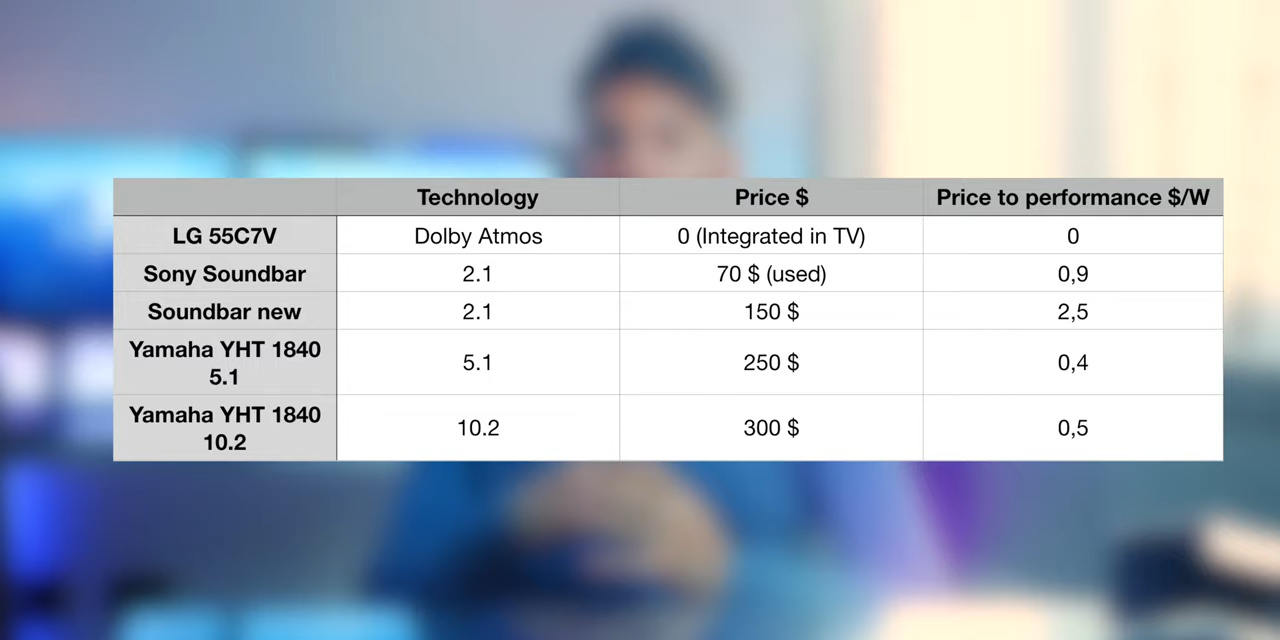 Technology Price $ Price to performance $/W
LG 55C7V Dolby Atmos 0 (Integrated in TV) 0
Sony Soundbar 2.1 70 $ (used) 0,9
Soundbar new 2.1 150 $ 2,5
Yamaha YHT 1840
5.1 5.1 250 $ 0,4
Yamaha YHT 1840
10.2 10.2 300 $ 0,5